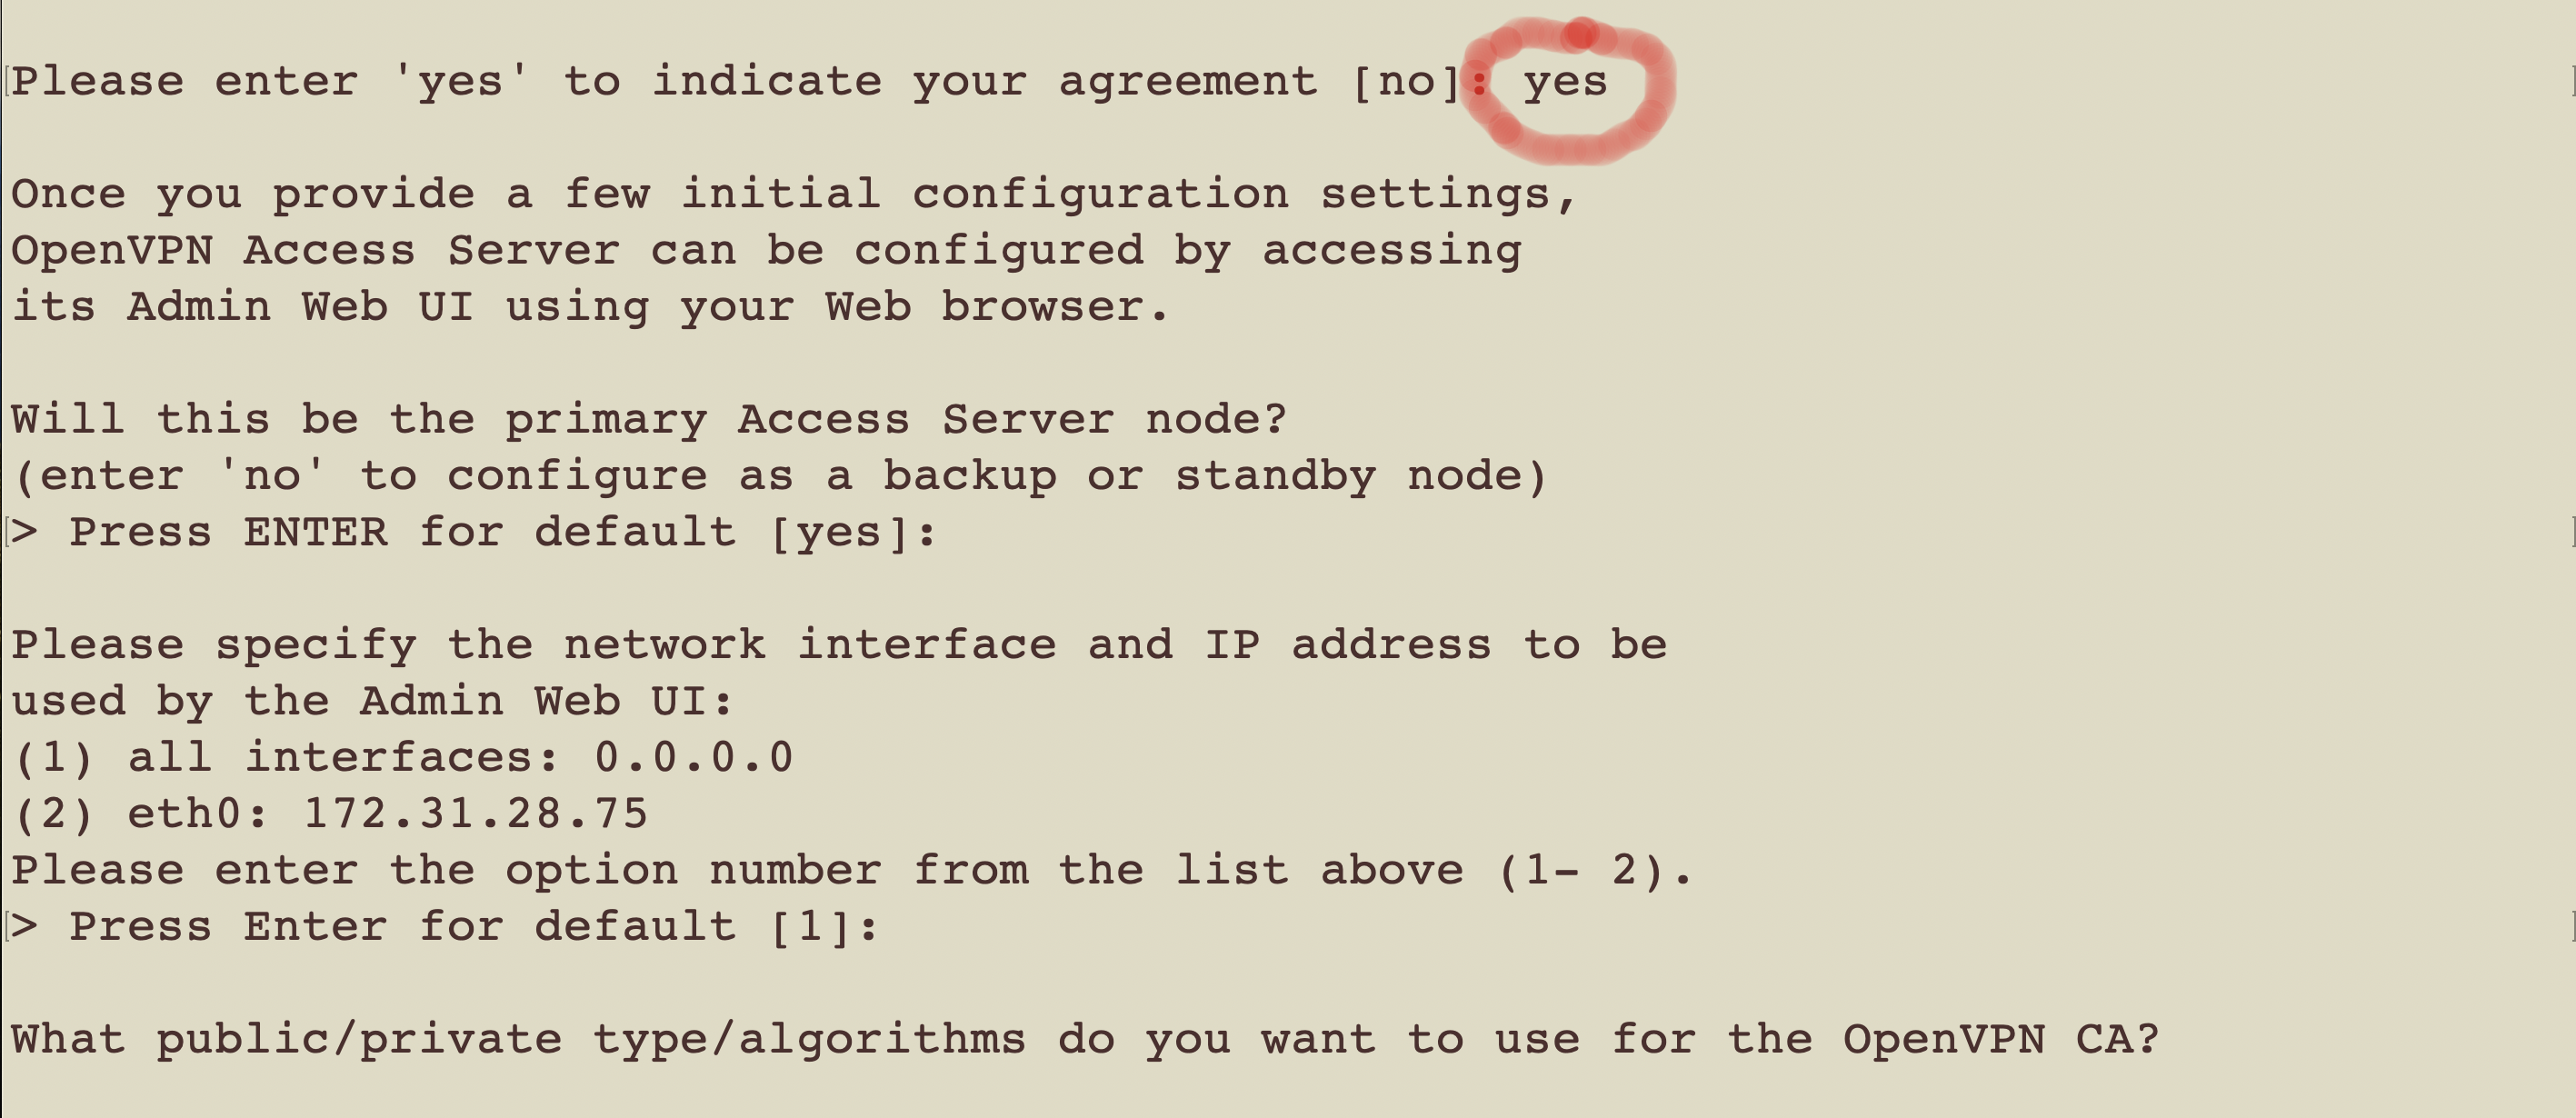 Please enter 'yes' to indicate your agreement [no]: yes
Once you provide a few initial configuration settings,
OpenVPN Access Server can be configured by accessing
its Admin Web UI using your Web browser.
Will this be the primary Access Server node?
(enter 'no' to configure as a backup or standby node)
> Press ENTER for default [yes]:
Please specify the network interface and IP address to be
used by the Admin Web UI:
(1) all interfaces: 0.0.0.0
(2) eth0: 172.31.28.75
Please enter the option number from the list above (1- 2).
> Press Enter for default [1]:
What public/private type/algorithms do you want to use for the OpenVPN CA?